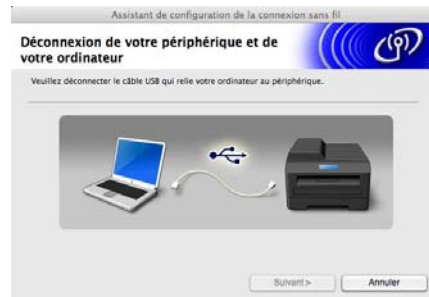 Assistant de configuration de la connexion sans fil
Déconnexion de votre périphérique et de
votre ordinateur
Veuillez déconnecter le câble USB qui relie votre ordinateur au périphérique.
Suivant > Annuler